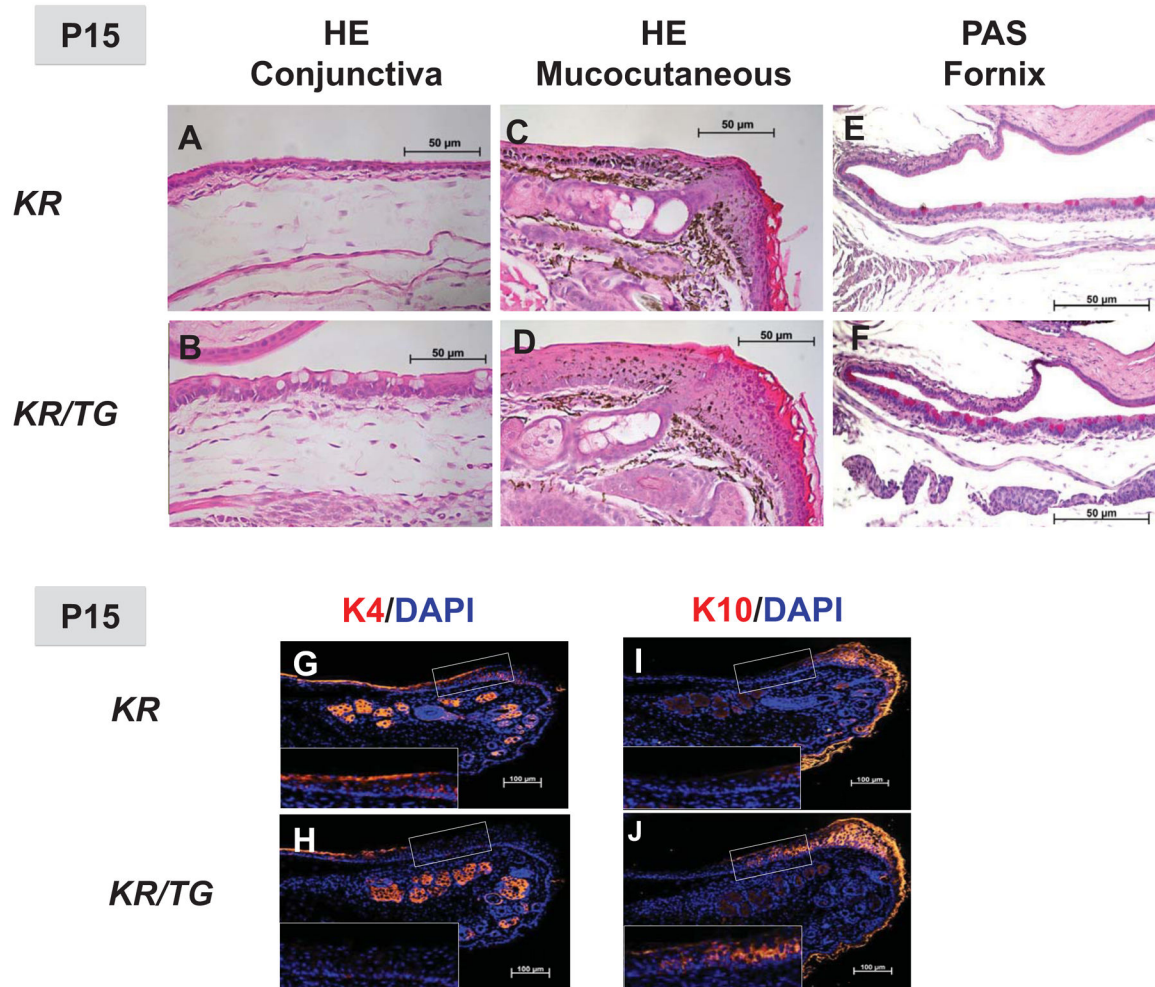 P15
HE
Conjunctiva
HE
Mucocutaneous
PAS
Fornix
KR
A
50 µm
C
50 µm
E
50 µm
KR/TG
B
50 µm
D
50 µm
F
50 µm
P15
K4/DAPI
K10/DAPI
KR
G
100 µm
I
100 µm
KR/TG
H
100 µm
J
100 µm